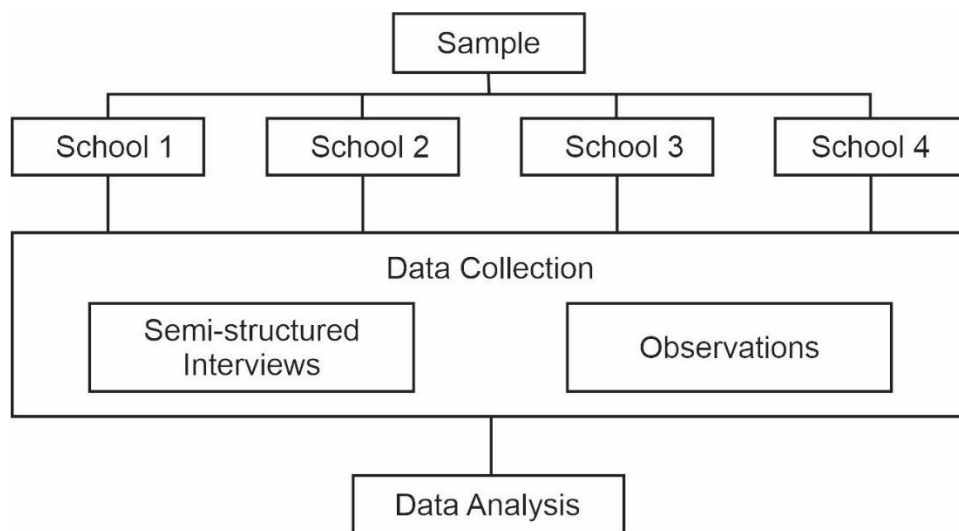 Sample
School 1
School 2
School 3
School 4
Data Collection
Semi-structured
Interviews
Observations
Data Analysis